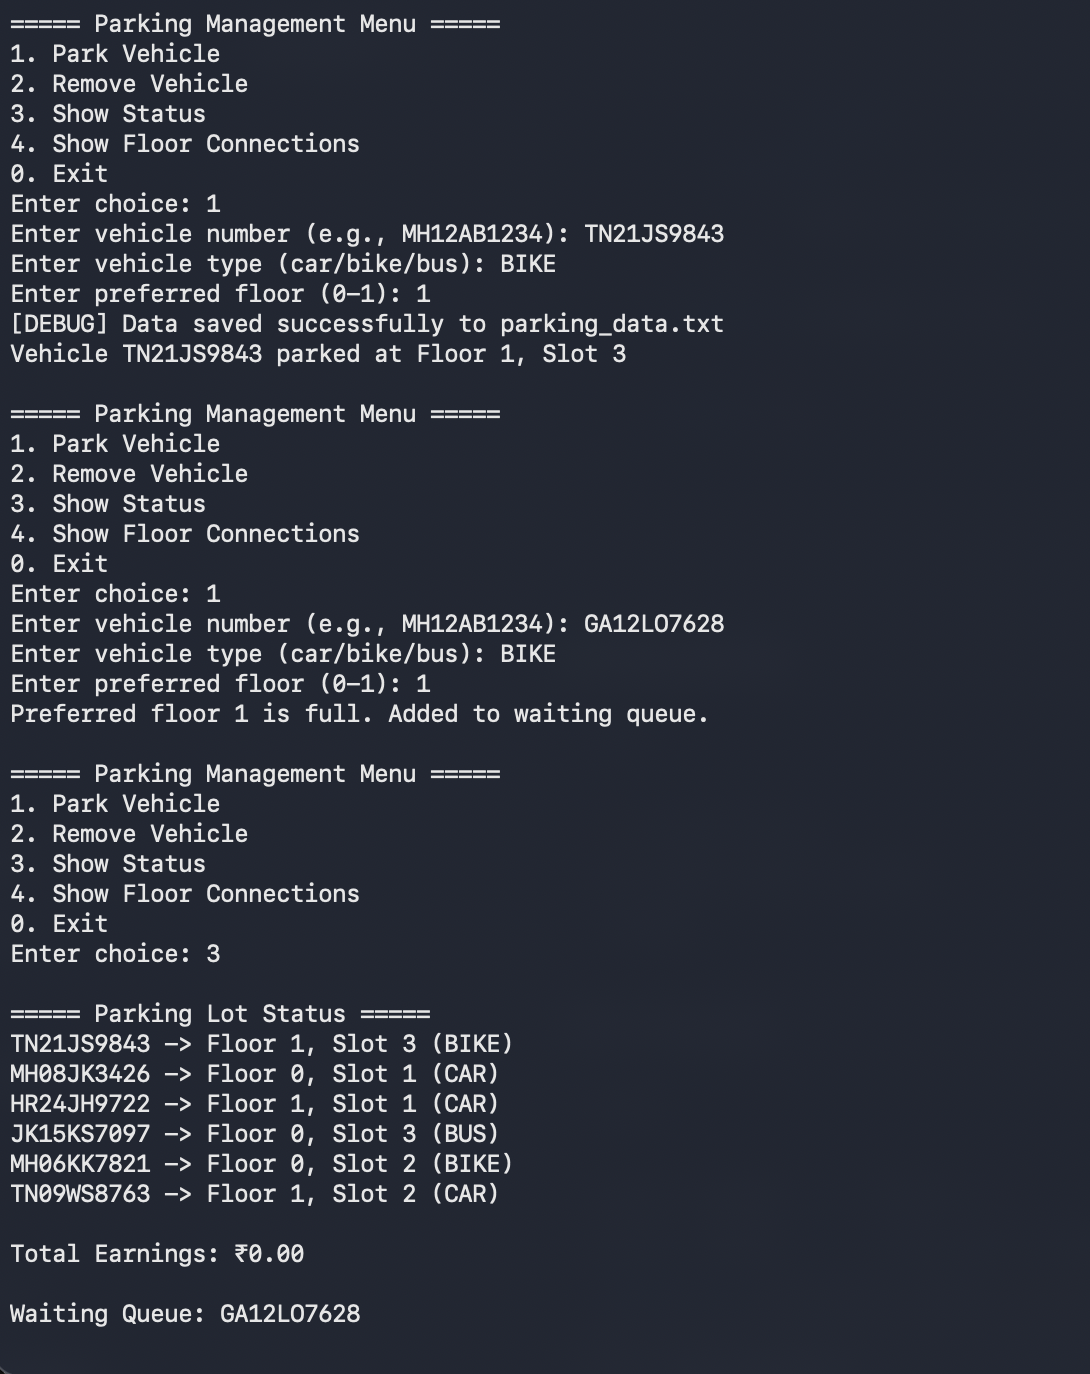 ===== Parking Management Menu =====
1. Park Vehicle
2. Remove Vehicle
3. Show Status
4. Show Floor Connections
0. Exit
Enter choice: 1
Enter vehicle number (e.g., MH12AB1234): TN21JS9843
Enter vehicle type (car/bike/bus): BIKE
Enter preferred floor (0-1): 1
[DEBUG] Data saved successfully to parking_data.txt
Vehicle TN21JS9843 parked at Floor 1, Slot 3
===== Parking Management Menu =====
1. Park Vehicle
2. Remove Vehicle
3. Show Status
4. Show Floor Connections
0. Exit
Enter choice: 1
Enter vehicle number (e.g., MH12AB1234): GA12LO7628
Enter vehicle type (car/bike/bus): BIKE
Enter preferred floor (0-1): 1
Preferred floor 1 is full. Added to waiting queue.
===== Parking Management Menu =====
1. Park Vehicle
2. Remove Vehicle
3. Show Status
4. Show Floor Connections
0. Exit
Enter choice: 3
===== Parking Lot Status =====
TN21JS9843 -> Floor 1, Slot 3 (BIKE)
MH08JK3426 -> Floor 0, Slot 1 (CAR)
HR24JH9722 -> Floor 1, Slot 1 (CAR)
JK15KS7097 -> Floor 0, Slot 3 (BUS)
MH06KK7821 -> Floor 0, Slot 2 (BIKE)
TN09WS8763 -> Floor 1, Slot 2 (CAR)
Total Earnings: ₹0.00
Waiting Queue: GA12LO7628